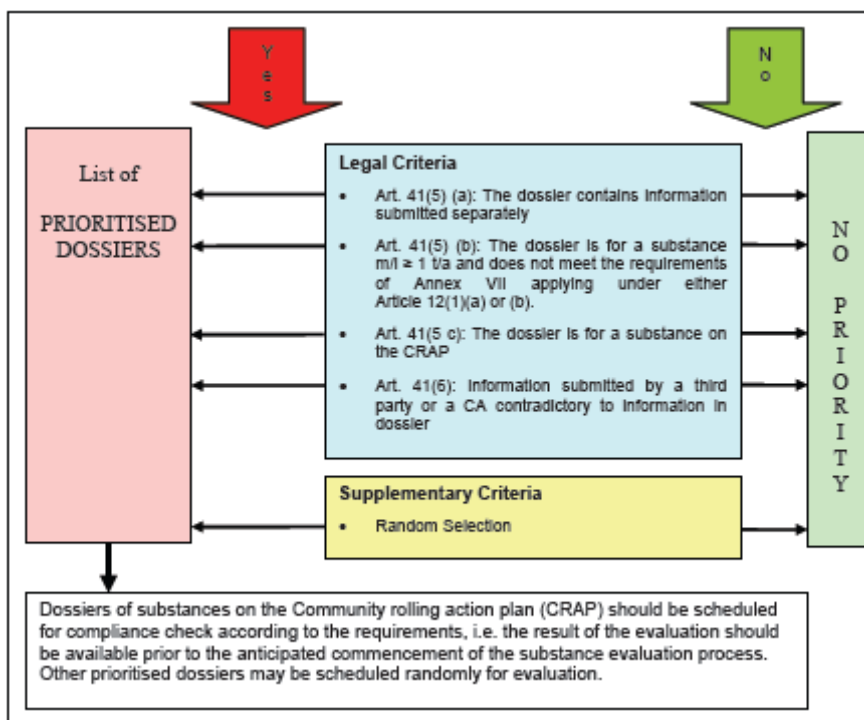 Yes
No
List of
PRIORITISED
DOSSIERS
Legal Criteria
• Art. 41(5) (a): The dossier contains information
submitted separately
• Art. 41(5) (b): The dossier is for a substance
m/i ≥ 1 t/a and does not meet the requirements
of Annex VII applying under either
Article 12(1)(a) or (b).
• Art. 41(5 c): The dossier is for a substance on
the CRAP
• Art. 41(6): Information submitted by a third
party or a CA contradictory to information in
dossier
NO PRIORITY
Supplementary Criteria
• Random Selection
Dossiers of substances on the Community rolling action plan (CRAP) should be scheduled
for compliance check according to the requirements, i.e. the result of the evaluation should
be available prior to the anticipated commencement of the substance evaluation process.
Other prioritised dossiers may be scheduled randomly for evaluation.